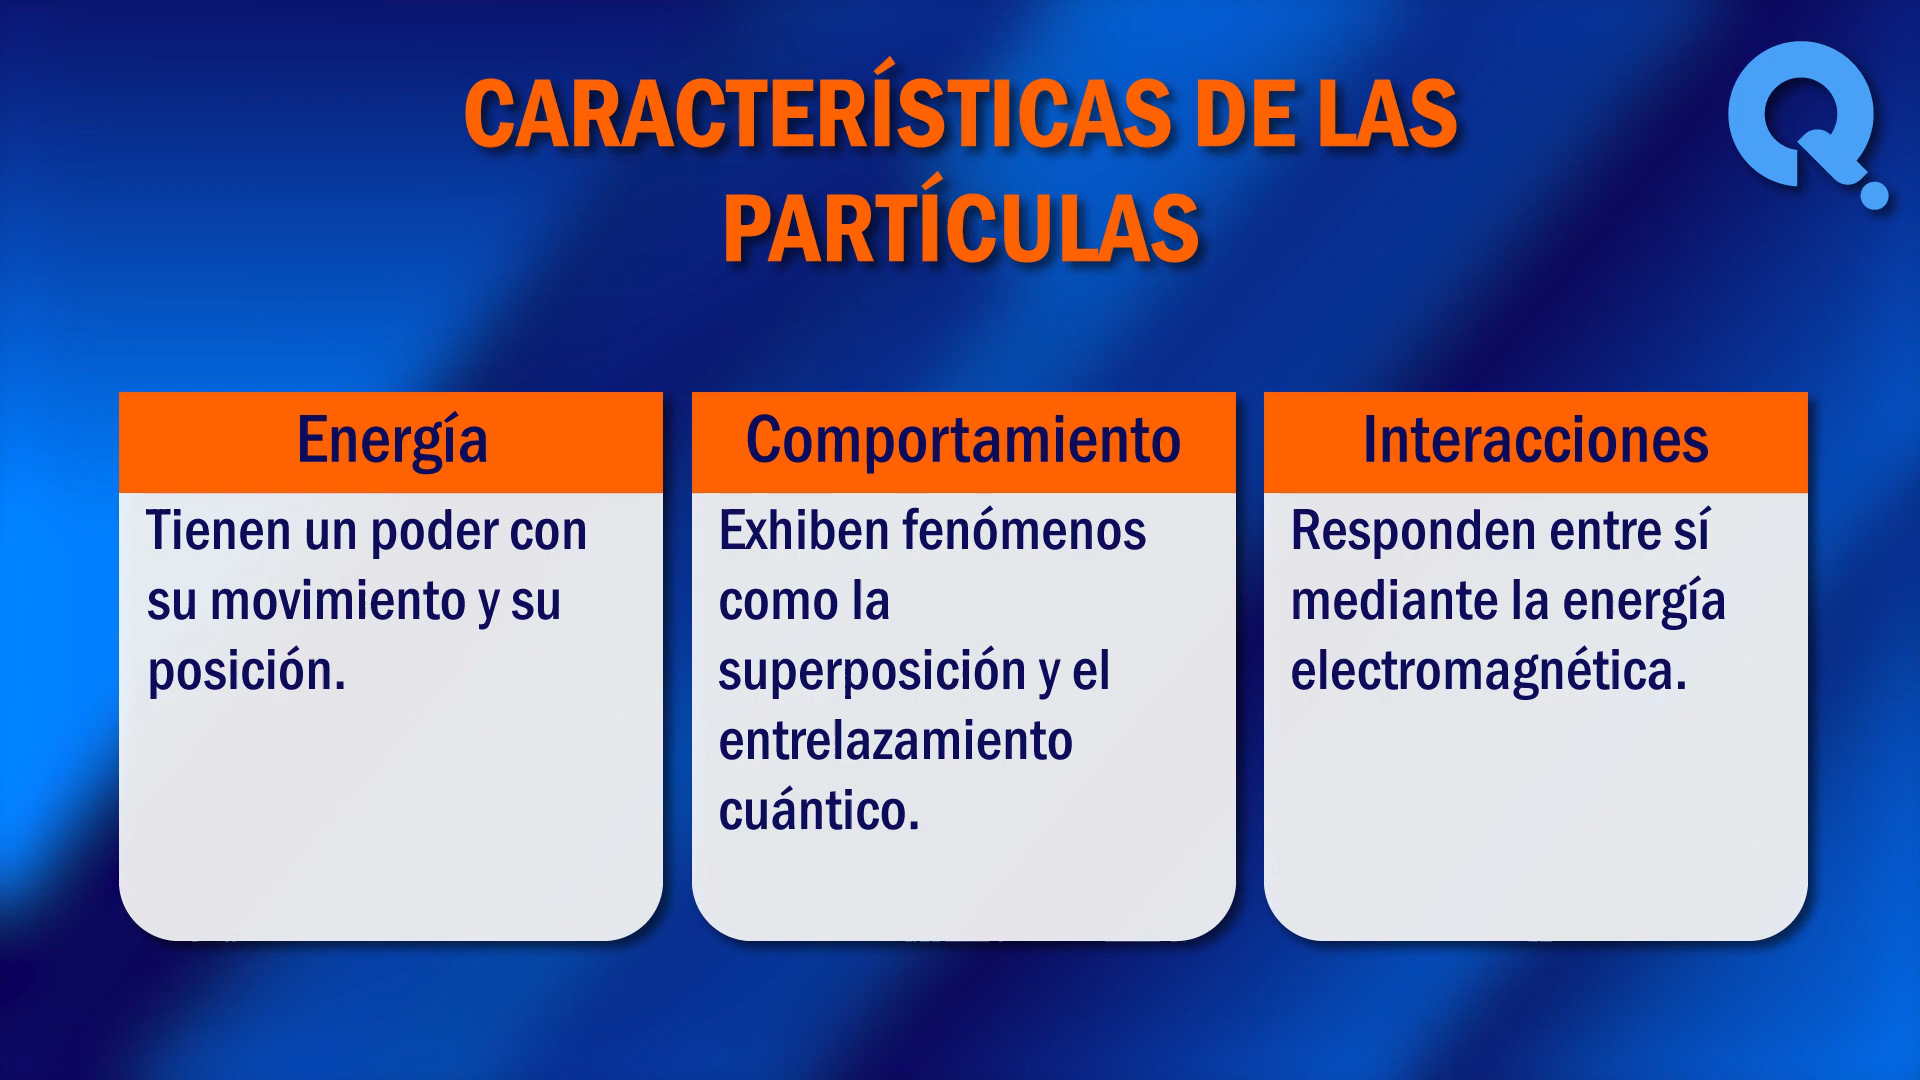 CARACTERÍSTICAS DE LAS
PARTÍCULAS
Energía
Tienen un poder con
su movimiento y su
posición.
Comportamiento
Exhiben fenómenos
como la
superposición y el
entrelazamiento
cuántico.
Interacciones
Responden entre sí
mediante la energía
electromagnética.